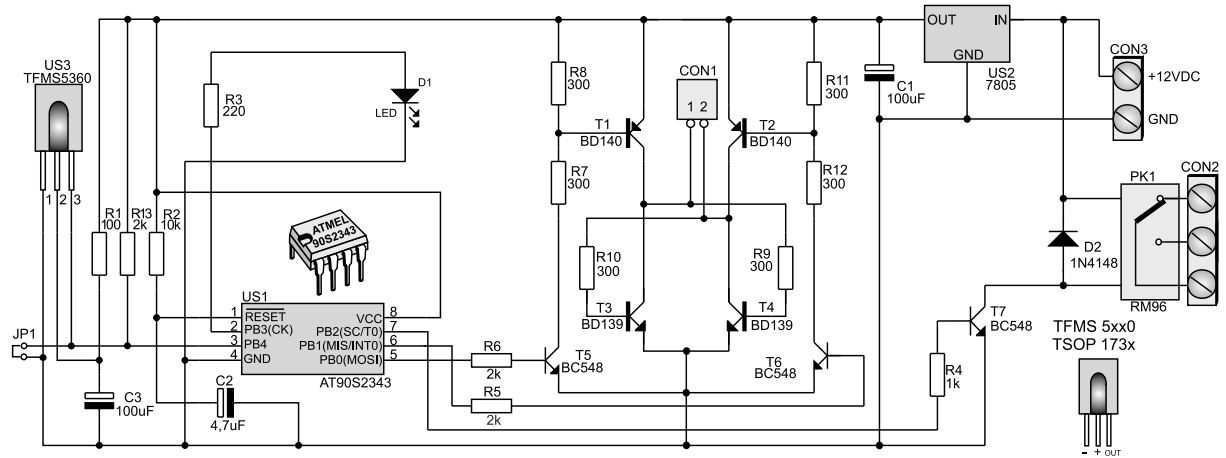 US3
TFMS5360
1 2 3
R1
100
R13
2k
R2
10k
JP1
C3
100uF
C2
4,7uF
R3
220
D1
LED
ATMEL
90S2343
US1
1 RESET VCC 8
2 PB3(CK) PB2(SC/T0) 7
3 PB4 PB1(MIS/INT0) 6
4 GND PB0(MOSI) 5
AT90S2343
R6
2k
R5
2k
T5
BC548
R8
300
R7
300
T1
BD140
CON1
1 2
T2
BD140
R11
300
R12
300
R10
300
R9
300
T3
BD139
T4
BD139
T6
BC548
C1
100uF
OUT IN
GND
US2
7805
CON3
+12VDC
GND
PK1
CON2
D2
1N4148
RM96
T7
BC548
R4
1k
TFMS 5xx0
TSOP 173x
- + OUT